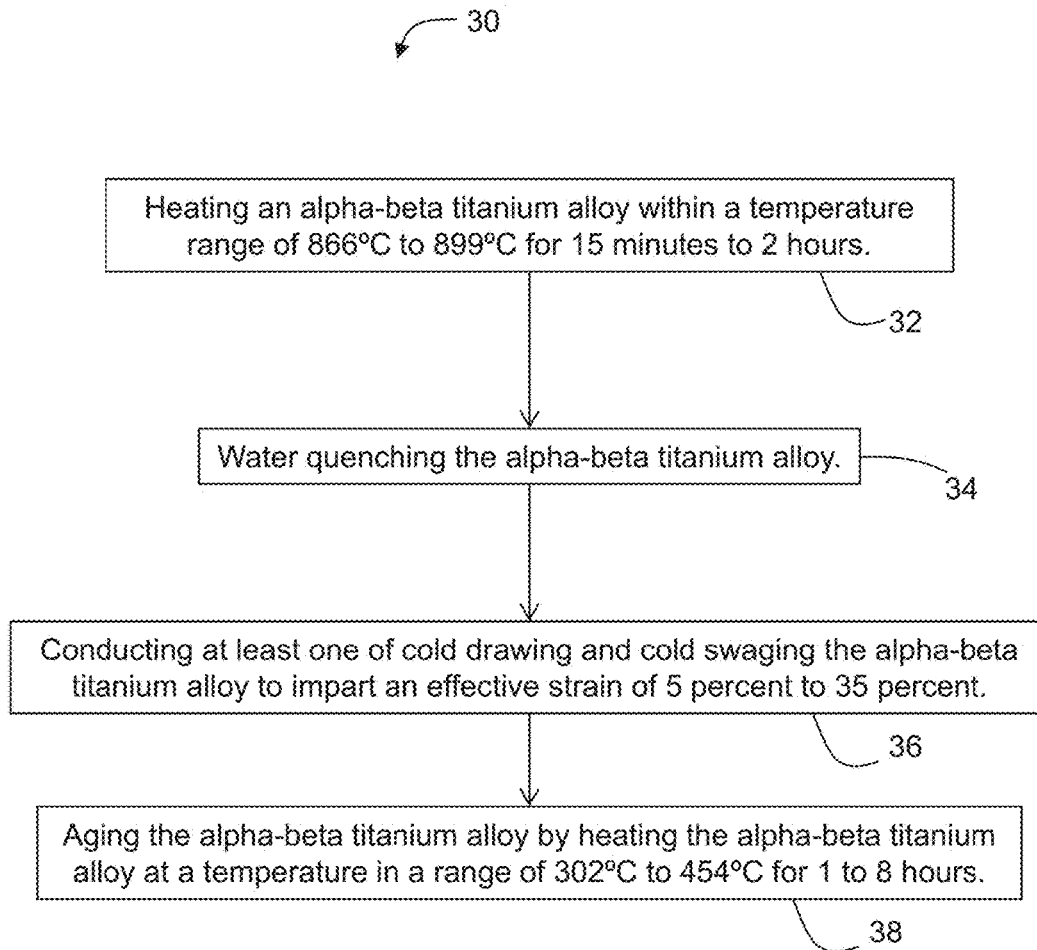 30
Heating an alpha-beta titanium alloy within a temperature
range of 866ºC to 899ºC for 15 minutes to 2 hours.
32
Water quenching the alpha-beta titanium alloy.
34
Conducting at least one of cold drawing and cold swaging the alpha-beta
titanium alloy to impart an effective strain of 5 percent to 35 percent.
36
Aging the alpha-beta titanium alloy by heating the alpha-beta titanium
alloy at a temperature in a range of 302ºC to 454ºC for 1 to 8 hours.
38